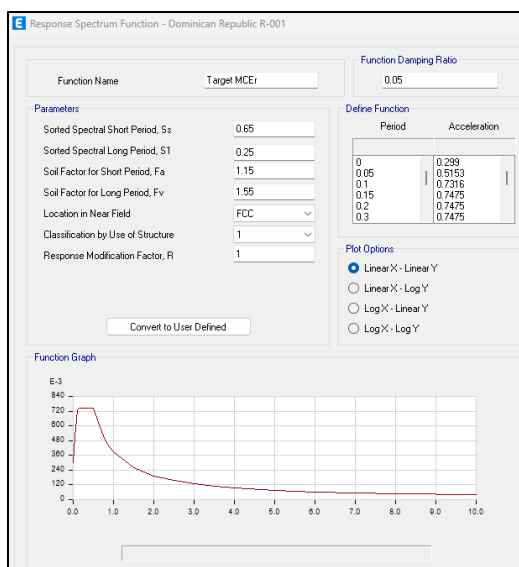 E Response Spectrum Function - Dominican Republic R-001
Function Name
Target MCEr
Function Damping Ratio
0.05
Parameters
Sorted Spectral Short Period, Ss 0.65
Sorted Spectral Long Period, S1 0.25
Soil Factor for Short Period, Fa 1.15
Soil Factor for Long Period, Fv 1.55
Location in Near Field FCC
Classification by Use of Structure 1
Response Modification Factor, R 1
Convert to User Defined
Define Function
Period Acceleration
0 0.299
0.05 0.5153
0.1 0.7316
0.15 0.7475
0.2 0.7475
0.3 0.7475
Plot Options
Linear X - Linear Y
Linear X - Log Y
Log X - Linear Y
Log X - Log Y
Function Graph
E-3
840
720
600
480
360
240
120
0
0.0 1.0 2.0 3.0 4.0 5.0 6.0 7.0 8.0 9.0 10.0